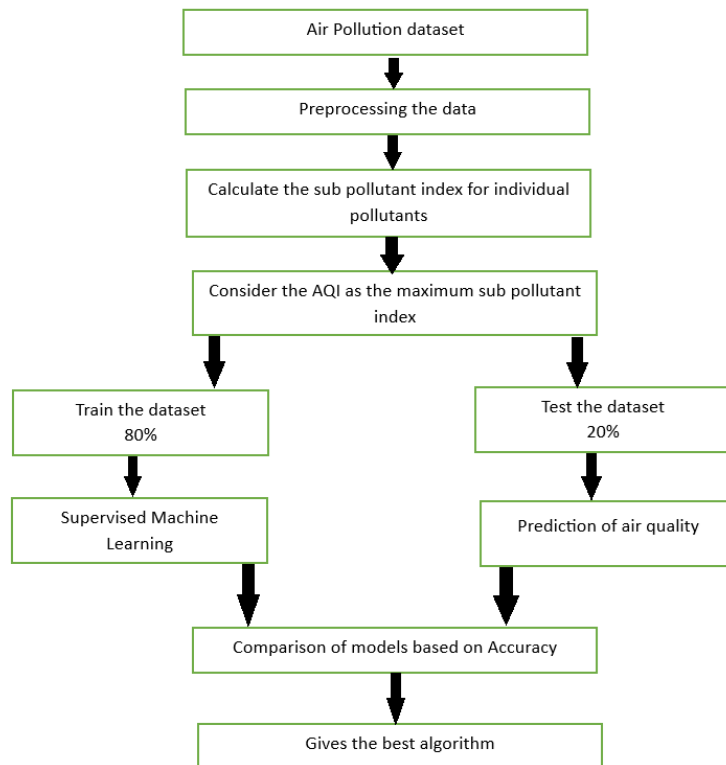 Air Pollution dataset
Preprocessing the data
Calculate the sub pollutant index for individual
pollutants
Consider the AQI as the maximum sub pollutant
index
Train the dataset
80%
Test the dataset
20%
Supervised Machine
Learning
Prediction of air quality
Comparison of models based on Accuracy
Gives the best algorithm